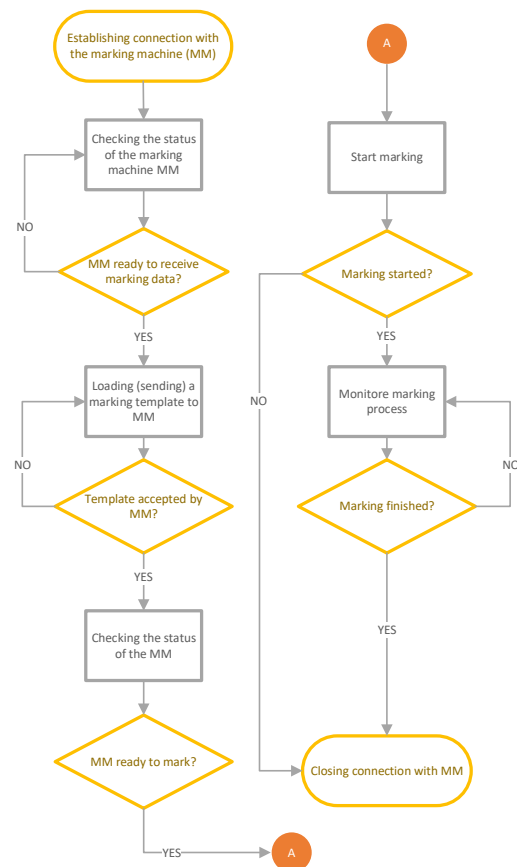 Establishing connection with
the marking machine (MM)
Checking the status
of the marking
machine MM
NO
MM ready to receive
marking data?
YES
Loading (sending) a
marking template to
MM
NO
Template accepted by
MM?
YES
Checking the status
of the MM
MM ready to mark?
YES
A
A
Start marking
Marking started?
YES
NO
Monitore marking
process
NO
Marking finished?
YES
Closing connection with MM